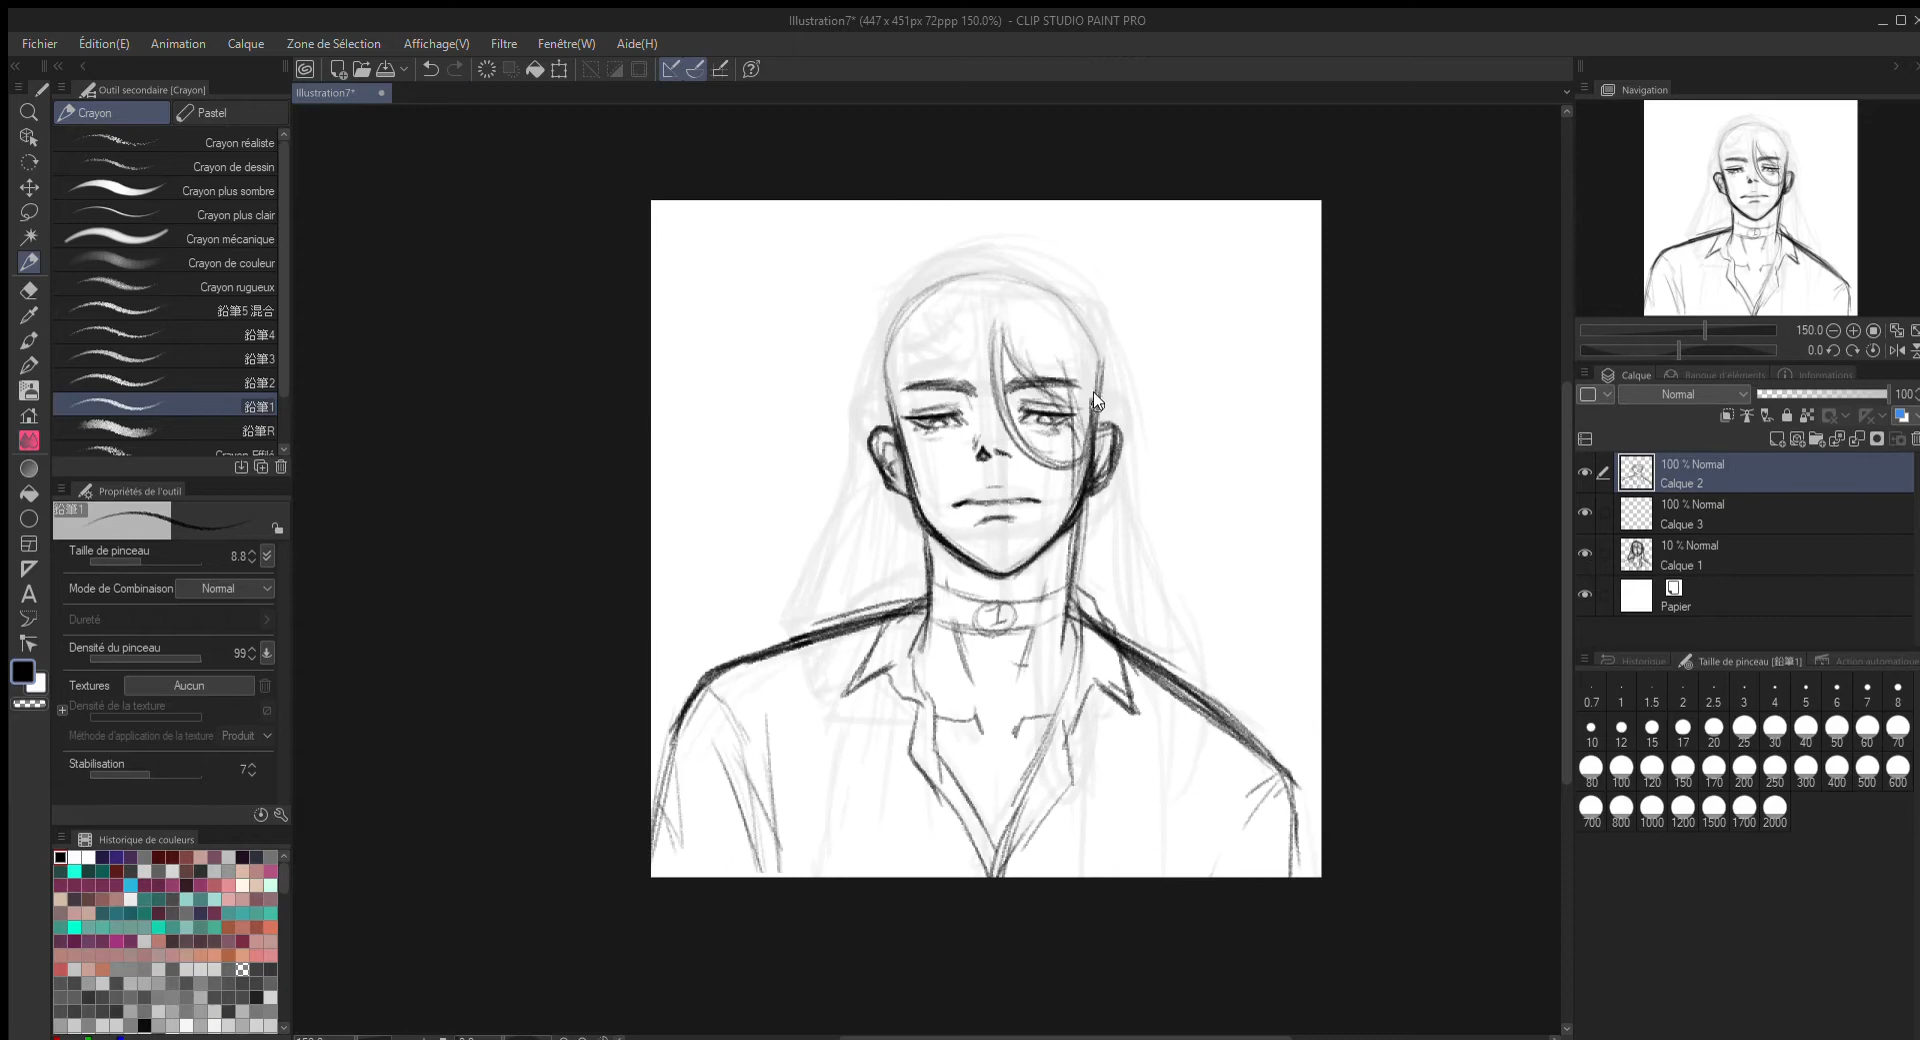 Illustration7* (447 x 451px 72ppp 150.0%) - CLIP STUDIO PAINT PRO
Fichier Édition(E) Animation Calque Zone de Sélection Affichage(V) Filtre Fenêtre(W) Aide(H)
Outil secondaire [Crayon]
Crayon Pastel
Crayon réaliste
Crayon de dessin
Crayon plus sombre
Crayon plus clair
Crayon mécanique
Crayon de couleur
Crayon rugueux
鉛筆5 混合
鉛筆4
鉛筆3
鉛筆2
鉛筆1
鉛筆R
Crayon Effilé
Propriétés de l'outil
鉛筆1
Taille de pinceau 8.8
Mode de Combinaison Normal
Dureté
Densité du pinceau 99
Textures Aucun
Densité de la texture
Méthode d'application de la texture Produit
Stabilisation 7
Historique de couleurs
Illustration7*
Navigation
150.0
0.0
Calque Banque d'éléments Informations
Normal 100
100 % Normal
Calque 2
100 % Normal
Calque 3
10 % Normal
Calque 1
Papier
Historique Taille de pinceau [鉛筆1] Action automatique
0.7 1 1.5 2 2.5 3 4 5 6 7 8
10 12 15 17 20 25 30 40 50 60 70
80 100 120 150 170 200 250 300 400 500 600
700 800 1000 1200 1500 1700 2000